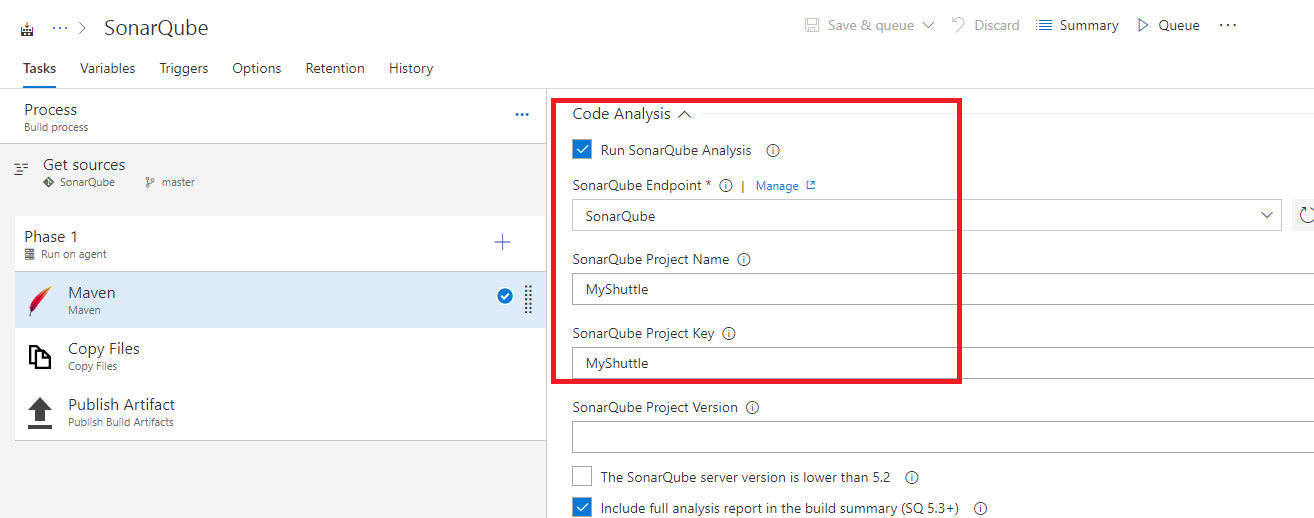 ··· > SonarQube
Save & queue Discard Summary Queue ···
Tasks Variables Triggers Options Retention History
Process
Build process
···
Get sources
SonarQube master
Phase 1
Run on agent
Maven
Maven
Copy Files
Copy Files
Publish Artifact
Publish Build Artifacts
Code Analysis
Run SonarQube Analysis
SonarQube Endpoint * | Manage
SonarQube
SonarQube Project Name
MyShuttle
SonarQube Project Key
MyShuttle
SonarQube Project Version
The SonarQube server version is lower than 5.2
Include full analysis report in the build summary (SQ 5.3+)